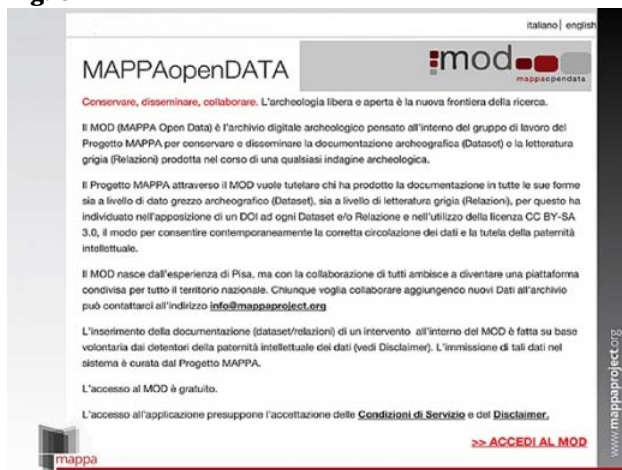 italiano | english
MAPPAopenDATA
mod
mappaopendata
Conservare, disseminare, collaborare. L'archeologia libera e aperta è la nuova frontiera della ricerca.
Il MOD (MAPPA Open Data) è l'archivio digitale archeologico pensato all'interno del gruppo di lavoro del
Progetto MAPPA per conservare e disseminare la documentazione archeografica (Dataset) e la letteratura
grigia (Relazioni) prodotta nel corso di una qualsiasi indagine archeologica.
Il Progetto MAPPA attraverso il MOD vuole tutelare chi ha prodotto la documentazione in tutte le sue forme
sia a livello di dato grezzo archeografico (Dataset), sia a livello di letteratura grigia (Relazioni), per questo ha
individuato nell'apposizione di un DOI ad ogni Dataset e/o Relazione e nell'utilizzo della licenza CC BY-SA
3.0, il modo per consentire contemporaneamente la corretta circolazione dei dati e la tutela della paternità
intellettuale.
Il MOD nasce dall'esperienza di Pisa, ma con la collaborazione di tutti ambisce a diventare una piattaforma
condivisa per tutto il territorio nazionale. Chiunque voglia collaborare aggiungendo nuovi Dati all'archivio
può contattarci all'indirizzo info@mappaproject.org
L'inserimento della documentazione (dataset/relazioni) di un intervento all'interno del MOD è fatta su base
volontaria dai detentori della paternità intellettuale dei dati (vedi Disclaimer). L'immissione di tali dati nel
sistema è curata dal Progetto MAPPA.
L'accesso al MOD è gratuito.
L'accesso all'applicazione presuppone l'accettazione delle Condizioni di Servizio e del Disclaimer.
>> ACCEDI AL MOD
mappa
www.mappaproject.org